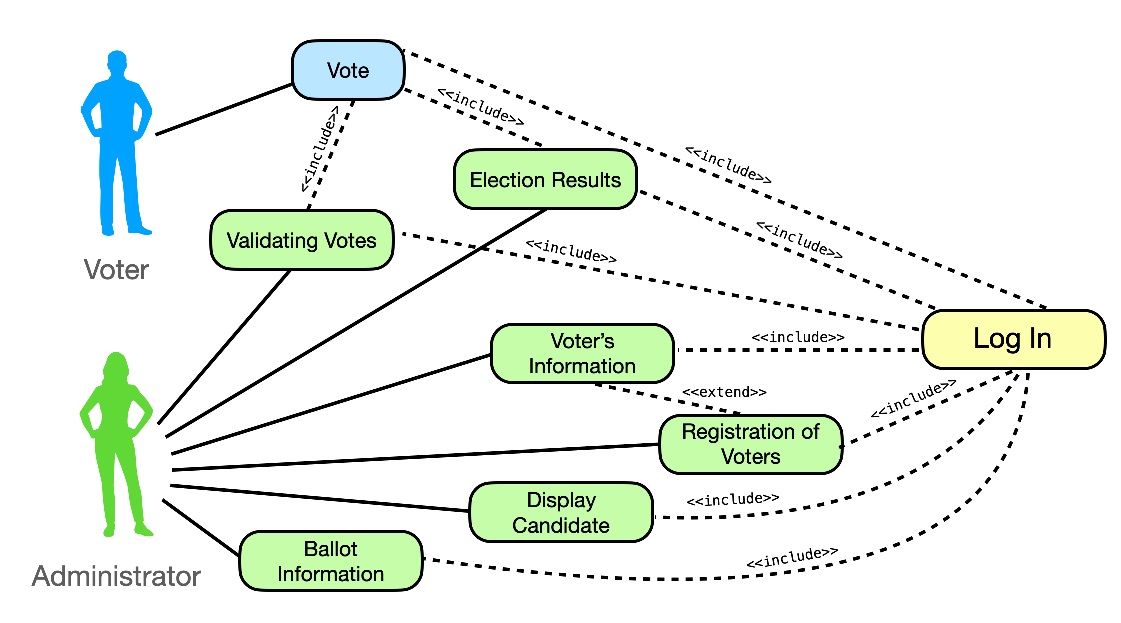 Vote
<<include>>
<<include>>
<<include>>
Election Results
Validating Votes
<<include>>
<<include>>
Voter
Voter's
Information
<<include>>
Log In
<<extend>>
<<include>>
Registration of
Voters
Display
Candidate
<<include>>
Ballot
Information
<<include>>
Administrator